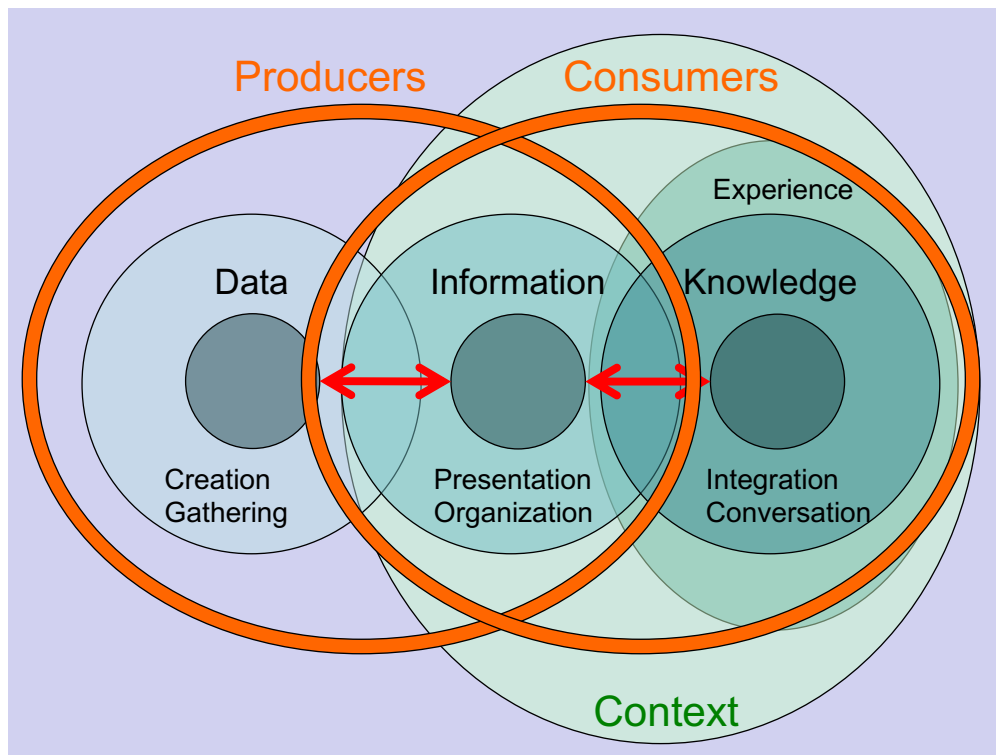 Producers
Consumers
Experience
Data
Information
Knowledge
Creation
Gathering
Presentation
Organization
Integration
Conversation
Context